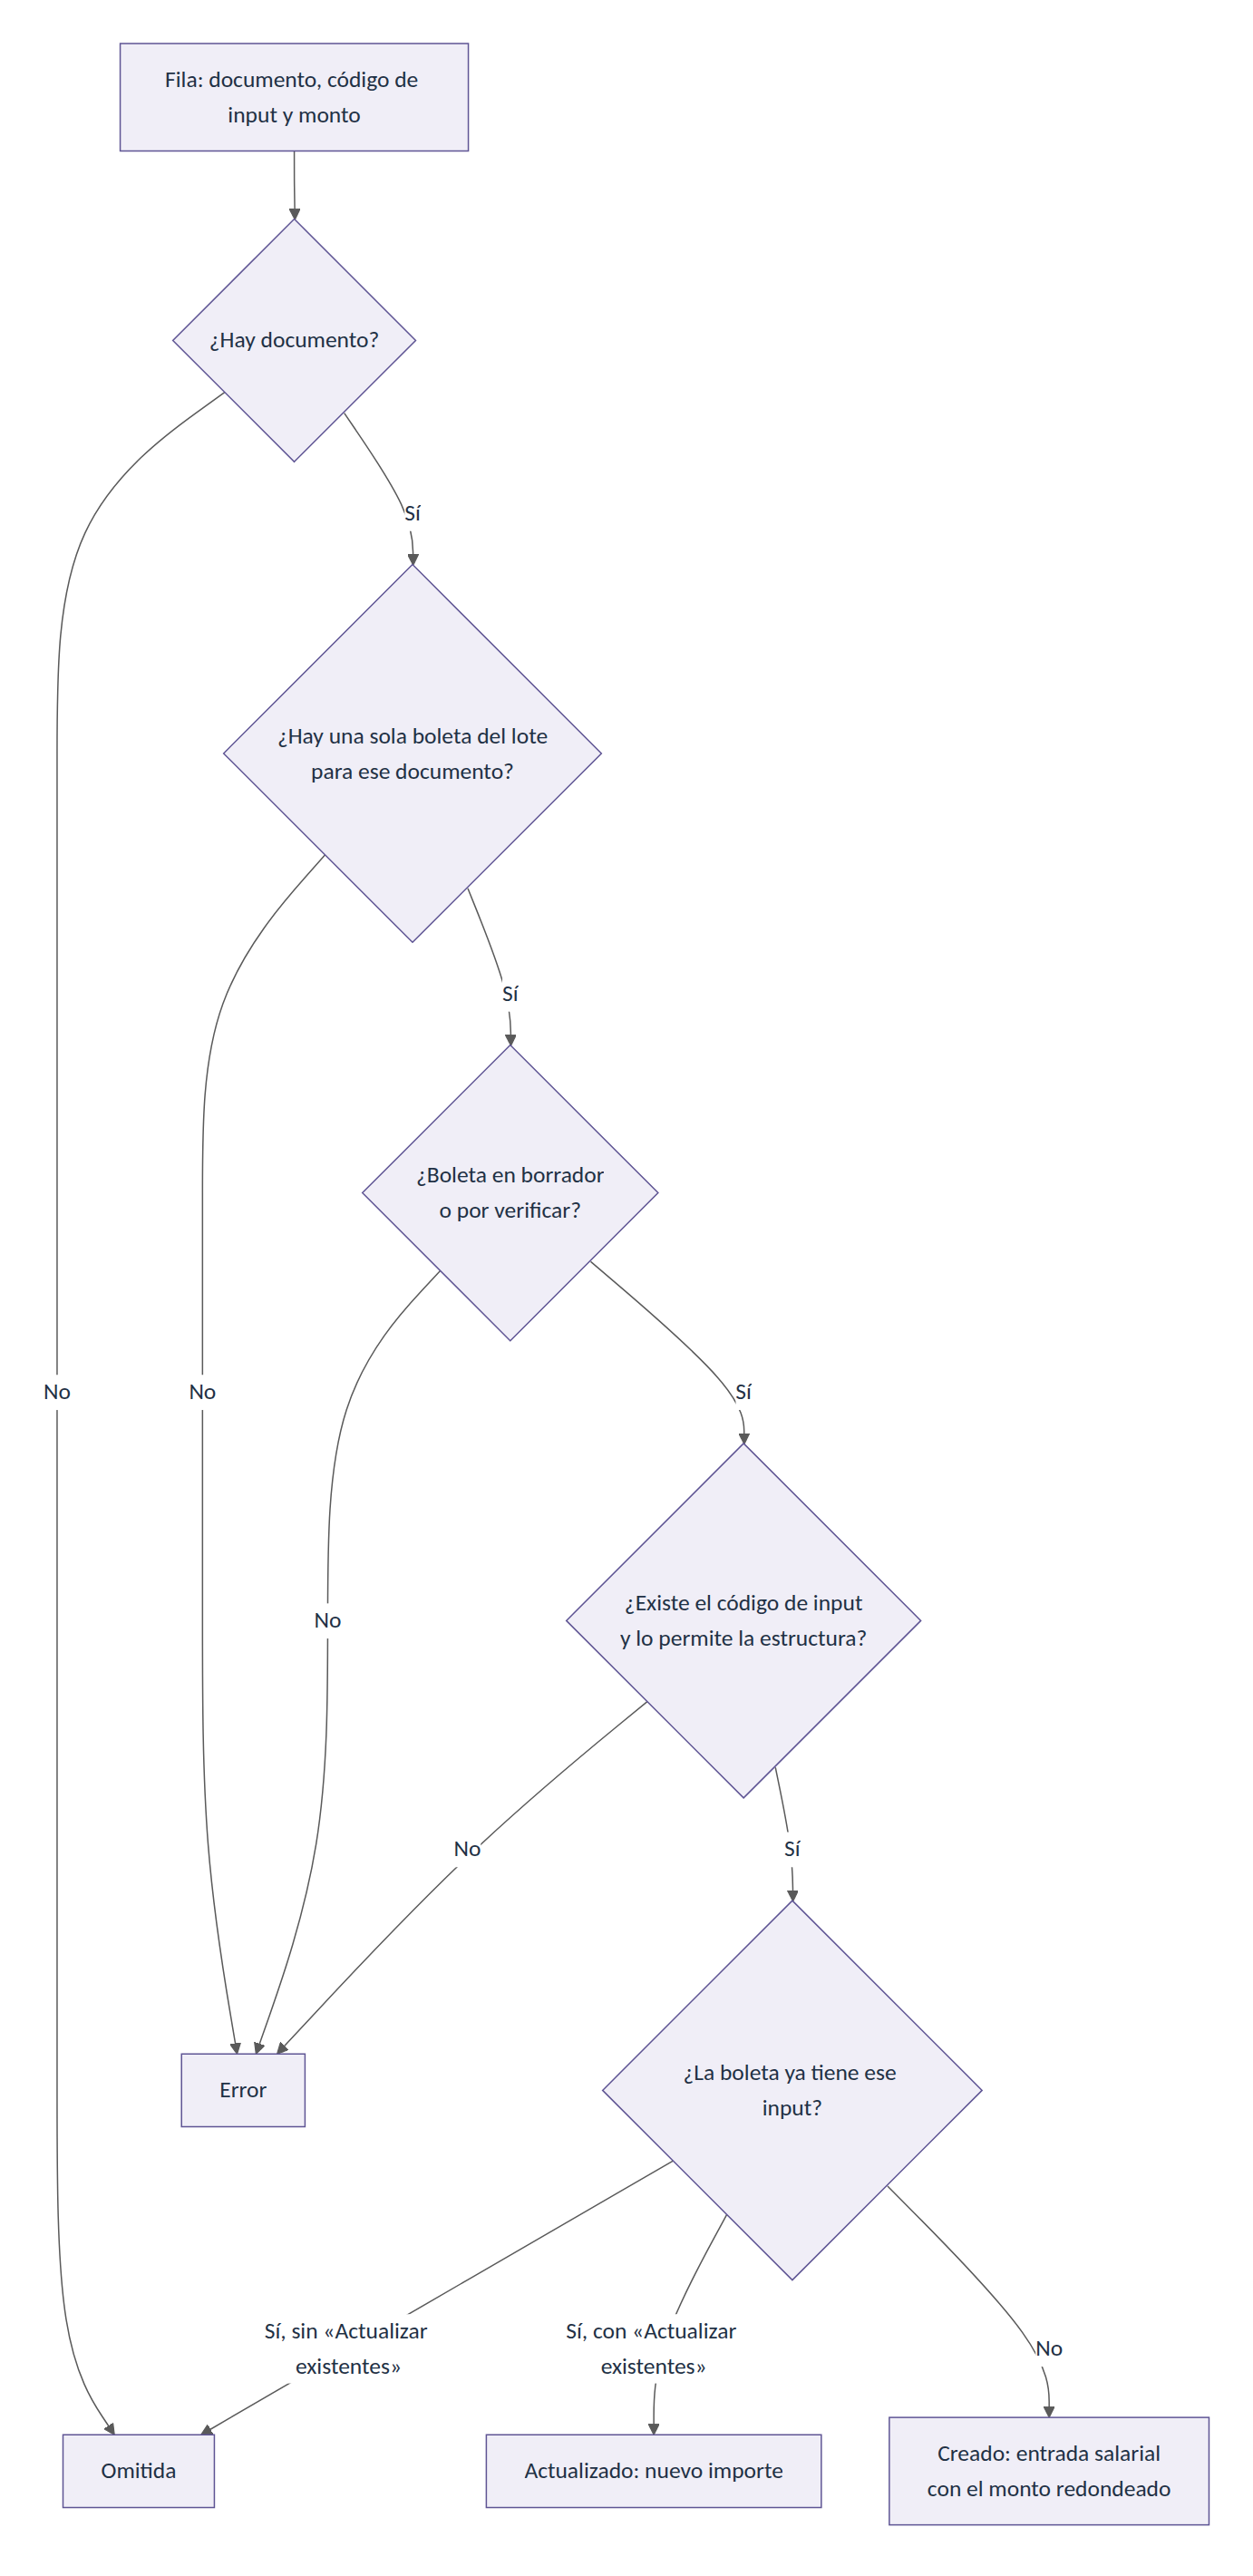 Fila: documento, código de
input y monto
¿Hay documento?
Sí
¿Hay una sola boleta del lote
para ese documento?
Sí
¿Boleta en borrador
o por verificar?
No
No
Sí
¿Existe el código de input
y lo permite la estructura?
No
No
Sí
¿La boleta ya tiene ese
input?
Error
Sí, sin «Actualizar
existentes»
Sí, con «Actualizar
existentes»
No
Omitida
Actualizado: nuevo importe
Creado: entrada salarial
con el monto redondeado